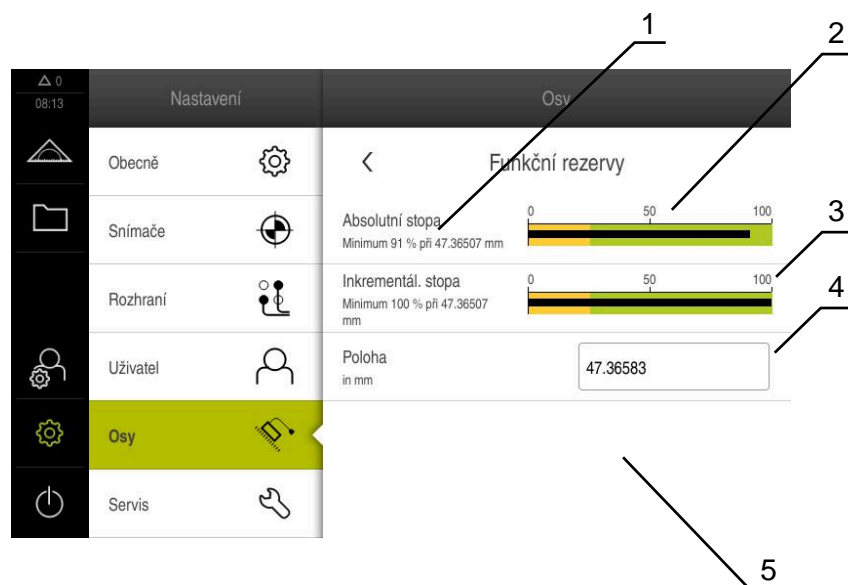 1
2
△ 0
08:13
Nastavení
Osy
Obecně
Funkční rezervy
Snímače
Absolutní stopa
Minimum 91 % při 47.36507 mm
0 50 100
3
Rozhraní
Inkrementál. stopa
Minimum 100 % při 47.36507
mm
0 50 100
4
Uživatel
Poloha
in mm
47.36583
Osy
Servis
5